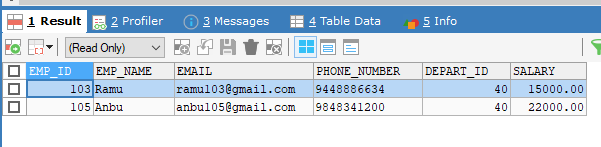 1 Result 2 Profiler 3 Messages 4 Table Data 5 Info
(Read Only)
EMP_ID EMP_NAME EMAIL PHONE_NUMBER DEPART_ID SALARY
103 Ramu ramu103@gmail.com 9448886634 40 15000.00
105 Anbu anbu105@gmail.com 9848341200 40 22000.00